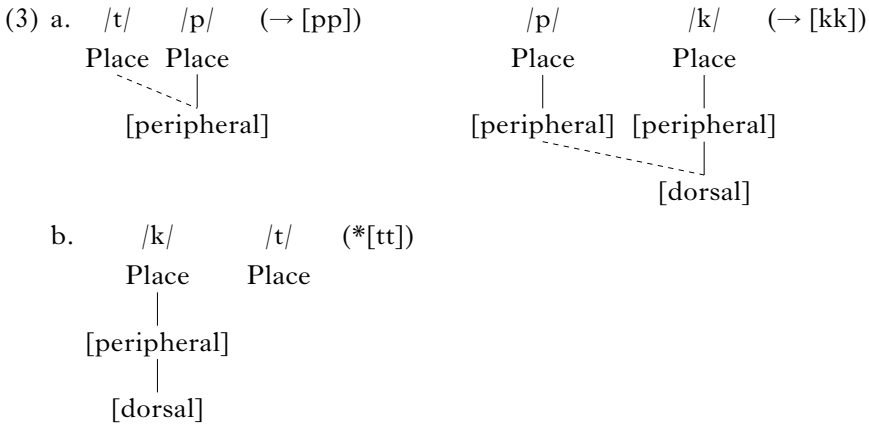 (3) a. /t/ /p/ (→ [pp]) /p/ /k/ (→ [kk])
Place Place Place Place
[peripheral] [peripheral] [peripheral]
[dorsal]
b. /k/ /t/ (*[tt])
Place Place
[peripheral]
[dorsal]